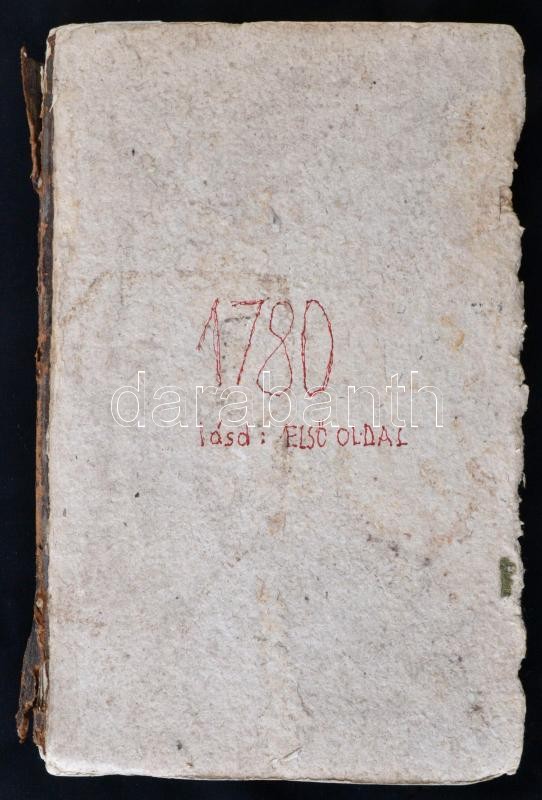 1780
darabanth
lásd: ELSŐ OLDAL